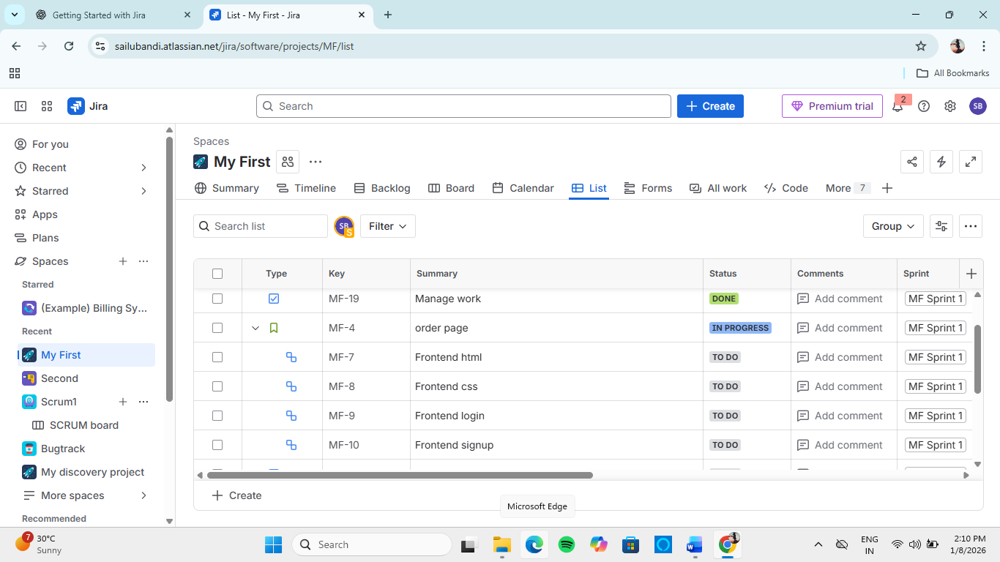 Getting Started with Jira
List - My First - Jira
sailubandi.atlassian.net/jira/software/projects/MF/list
All Bookmarks
Jira
Search
Create
Premium trial
2
SB
For you
Recent
Starred
Apps
Plans
Spaces
Starred
(Example) Billing Sy...
Recent
My First
Second
Scrum1
SCRUM board
Bugtrack
My discovery project
More spaces
Recommended
Spaces
My First
Summary
Timeline
Backlog
Board
Calendar
List
Forms
All work
Code
More 7
Search list
SB
S
Filter
Group
Type Key Summary Status Comments Sprint
MF-19 Manage work DONE Add comment MF Sprint 1
MF-4 order page IN PROGRESS Add comment MF Sprint 1
MF-7 Frontend html TO DO Add comment MF Sprint 1
MF-8 Frontend css TO DO Add comment MF Sprint 1
MF-9 Frontend login TO DO Add comment MF Sprint 1
MF-10 Frontend signup TO DO Add comment MF Sprint 1
Create
Microsoft Edge
7
30°C
Sunny
Search
ENG
IN
2:10 PM
1/8/2026